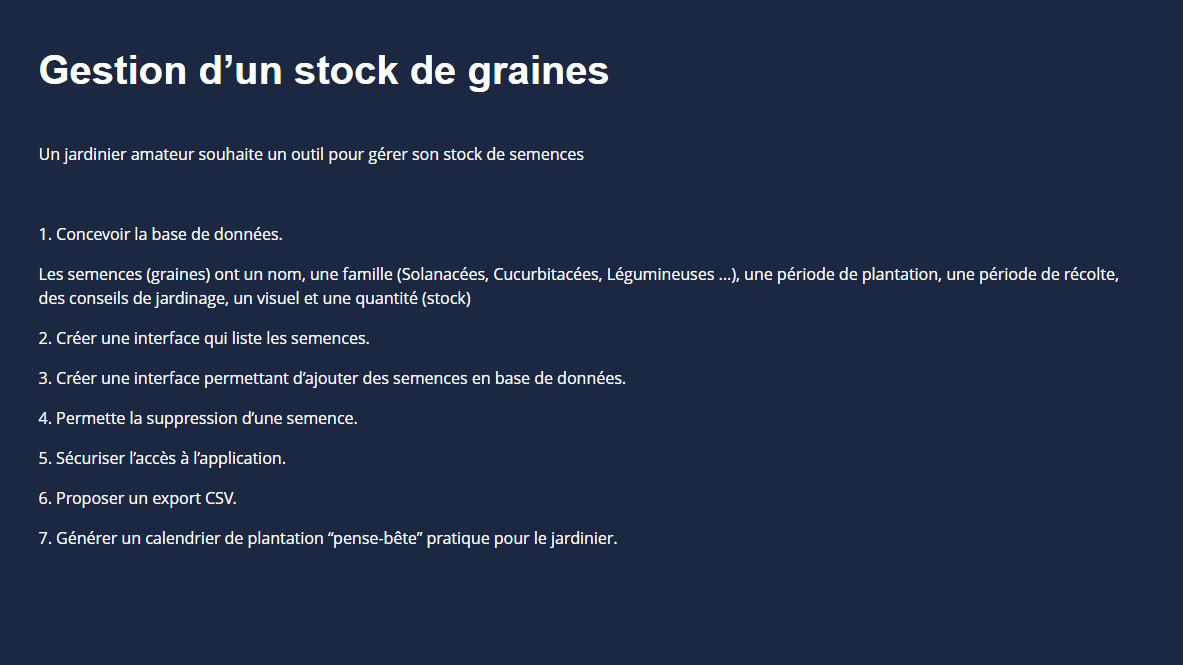 Gestion d’un stock de graines
Un jardinier amateur souhaite un outil pour gérer son stock de semences
1. Concevoir la base de données.
Les semences (graines) ont un nom, une famille (Solanacées, Cucurbitacées, Légumineuses ...), une période de plantation, une période de récolte,
des conseils de jardinage, un visuel et une quantité (stock)
2. Créer une interface qui liste les semences.
3. Créer une interface permettant d’ajouter des semences en base de données.
4. Permette la suppression d’une semence.
5. Sécuriser l’accès à l’application.
6. Proposer un export CSV.
7. Générer un calendrier de plantation “pense-bête” pratique pour le jardinier.